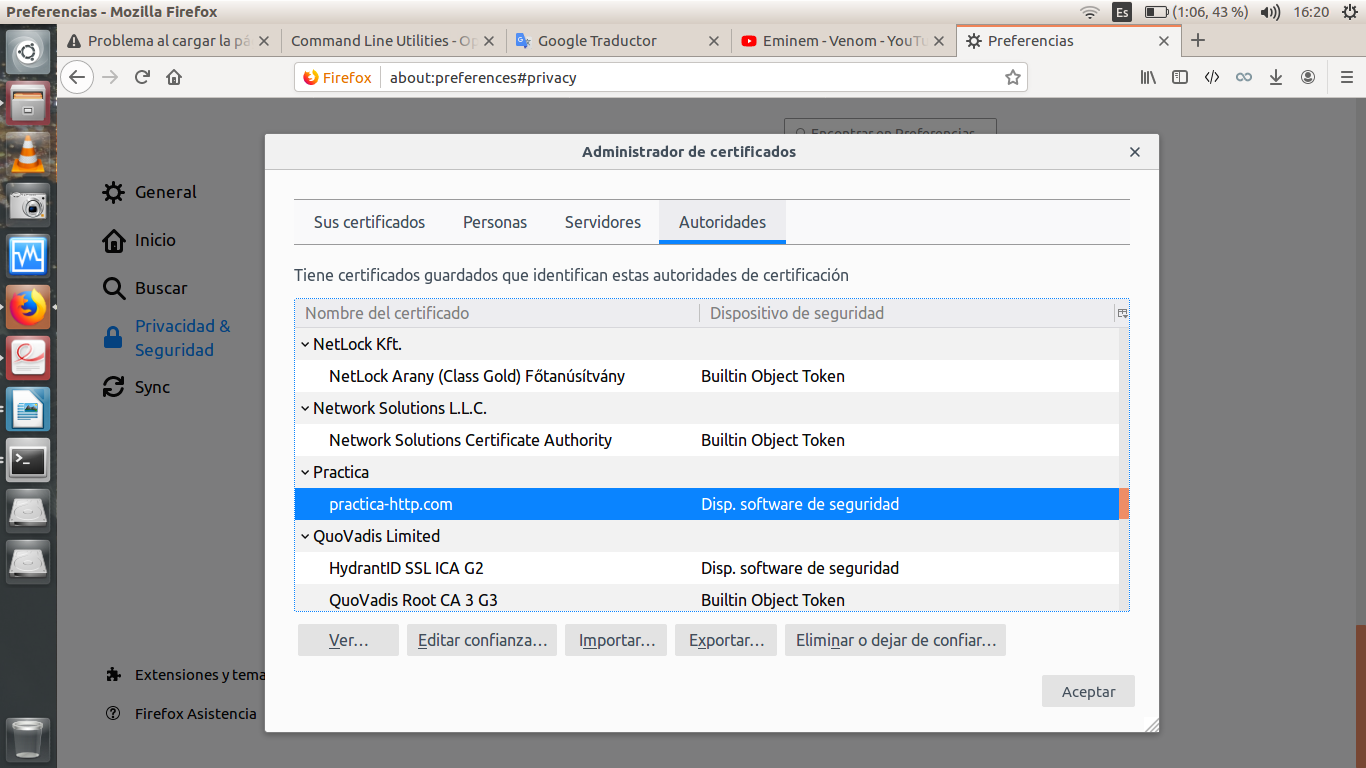 Preferencias - Mozilla Firefox
Es
(1:06, 43 %)
16:20
Problema al cargar la pá
Command Line Utilities - Op
Google Traductor
Eminem - Venom - YouTu
Preferencias
Firefox
about:preferences#privacy
Encontrar en Preferencias
General
Inicio
Buscar
Privacidad &
Seguridad
Sync
Extensiones y tema
Firefox Asistencia
Administrador de certificados
Sus certificados
Personas
Servidores
Autoridades
Tiene certificados guardados que identifican estas autoridades de certificación
Nombre del certificado
Dispositivo de seguridad
NetLock Kft.
NetLock Arany (Class Gold) Főtanúsítvány
Builtin Object Token
Network Solutions L.L.C.
Network Solutions Certificate Authority
Builtin Object Token
Practica
practica-http.com
Disp. software de seguridad
QuoVadis Limited
HydrantID SSL ICA G2
Disp. software de seguridad
QuoVadis Root CA 3 G3
Builtin Object Token
Ver…
Editar confianza…
Importar…
Exportar…
Eliminar o dejar de confiar…
Aceptar